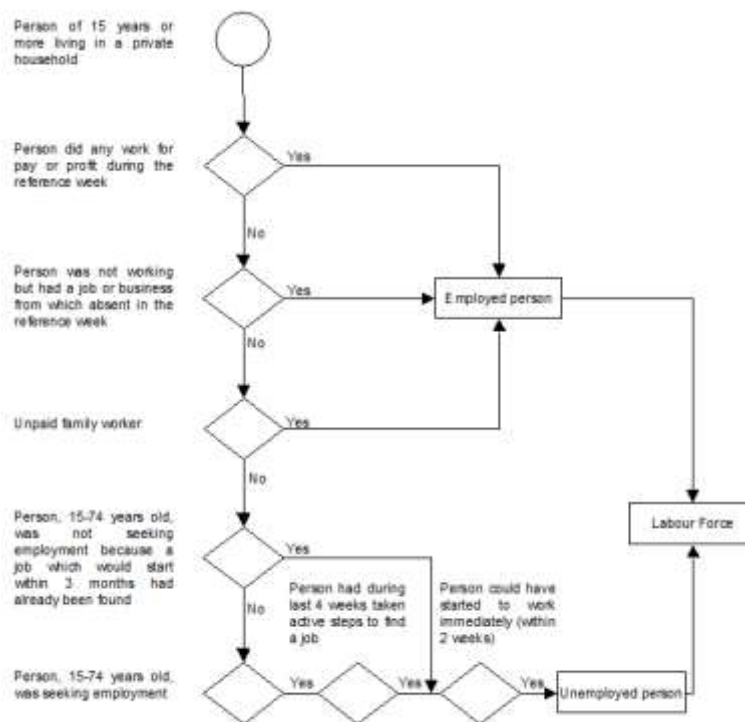 Person of 15 years or
more living in a private
household
Person did any work for
pay or profit during the
reference week
Yes
No
Person was not working
but had a job or business
from which absent in the
reference week
Yes
Employed person
No
Unpaid family worker
Yes
No
Person, 15-74 years old,
was not seeking
employment because a
job which would start
within 3 months had
already been found
Yes
Labour Force
No
Person had during
last 4 weeks taken
active steps to find
a job
Person could have
started to work
immediately (within
2 weeks)
Person, 15-74 years old,
was seeking employment
Yes
Yes
Yes
Unemployed person